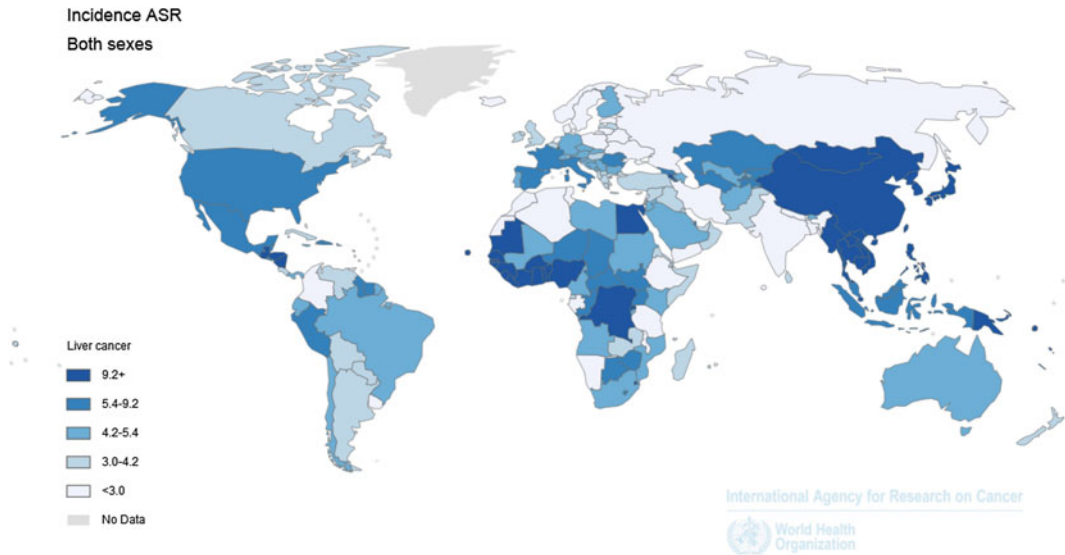 Incidence ASR
Both sexes
Liver cancer
9.2+
5.4-9.2
4.2-5.4
3.0-4.2
<3.0
No Data
International Agency for Research on Cancer
World Health
Organization